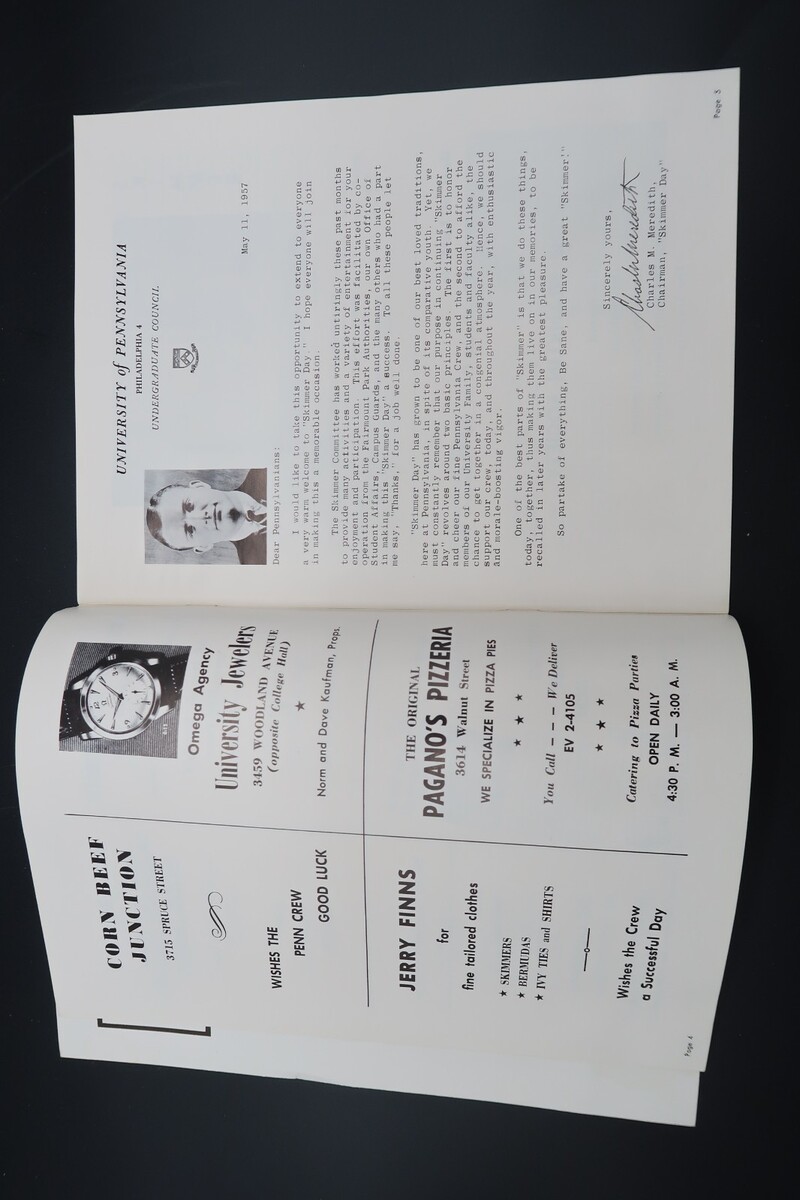 CORN BEEF
JUNCTION
3715 SPRUCE STREET
WISHES THE
PENN CREW
GOOD LUCK
Omega Agency
University Jewelers
3459 WOODLAND AVENUE
(opposite College Hall)
★
Norm and Dave Kaufman, Props.
JERRY FINNS
for
fine tailored clothes
★ SKIMMERS
★ BERMUDAS
★ IVY TIES and SHIRTS
Wishes the Crew
a Successful Day
THE ORIGINAL
PAGANO'S PIZZERIA
3614 Walnut Street
WE SPECIALIZE IN PIZZA PIES
★ ★ ★
You Call — — — We Deliver
EV 2-4105
★ ★ ★
Catering to Pizza Parties
OPEN DAILY
4:30 P. M. — 3:00 A. M.
UNIVERSITY of PENNSYLVANIA
PHILADELPHIA 4
UNDERGRADUATE COUNCIL
May 11, 1957
Dear Pennsylvanians:
I would like to take this opportunity to extend to everyone
a very warm welcome to "Skimmer Day". I hope everyone will join
in making this a memorable occasion.
The Skimmer Committee has worked untiringly these past months
to provide many activities and a variety of entertainment for your
enjoyment and participation. This effort was facilitated by co-
operation from the Fairmount Park Authorities, our own Office of
Student Affairs, Campus Guards, and the many others who had a part
in making this "Skimmer Day" a success. To all these people let
me say, "Thanks," for a job well done.
"Skimmer Day" has grown to be one of our best loved traditions,
here at Pennsylvania, in spite of its comparative youth. Yet, we
must constantly remember that our purpose in continuing "Skimmer
Day" revolves around two basic principles. The first is to honor
and cheer our fine Pennsylvania Crew, and the second to afford the
members of our University Family, students and faculty alike, the
chance to get together in a congenial atmosphere. Hence, we should
support our crew, today, and throughout the year, with enthusiastic
and morale-boosting vigor.
One of the best parts of "Skimmer" is that we do these things,
today, together, thus making them live on in our memories, to be
recalled in later years with the greatest pleasure.
So partake of everything, Be Sane, and have a great "Skimmer!"
Sincerely yours,
Charles Meredith
Charles M. Meredith,
Chairman, "Skimmer Day"
Page 3